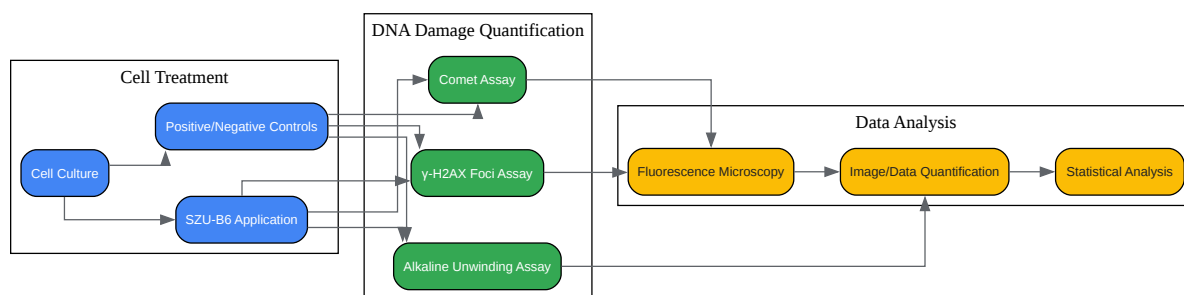 Cell Treatment
Cell Culture
Positive/Negative Controls
SZU-B6 Application
DNA Damage Quantification
Comet Assay
γ-H2AX Foci Assay
Alkaline Unwinding Assay
Data Analysis
Fluorescence Microscopy
Image/Data Quantification
Statistical Analysis